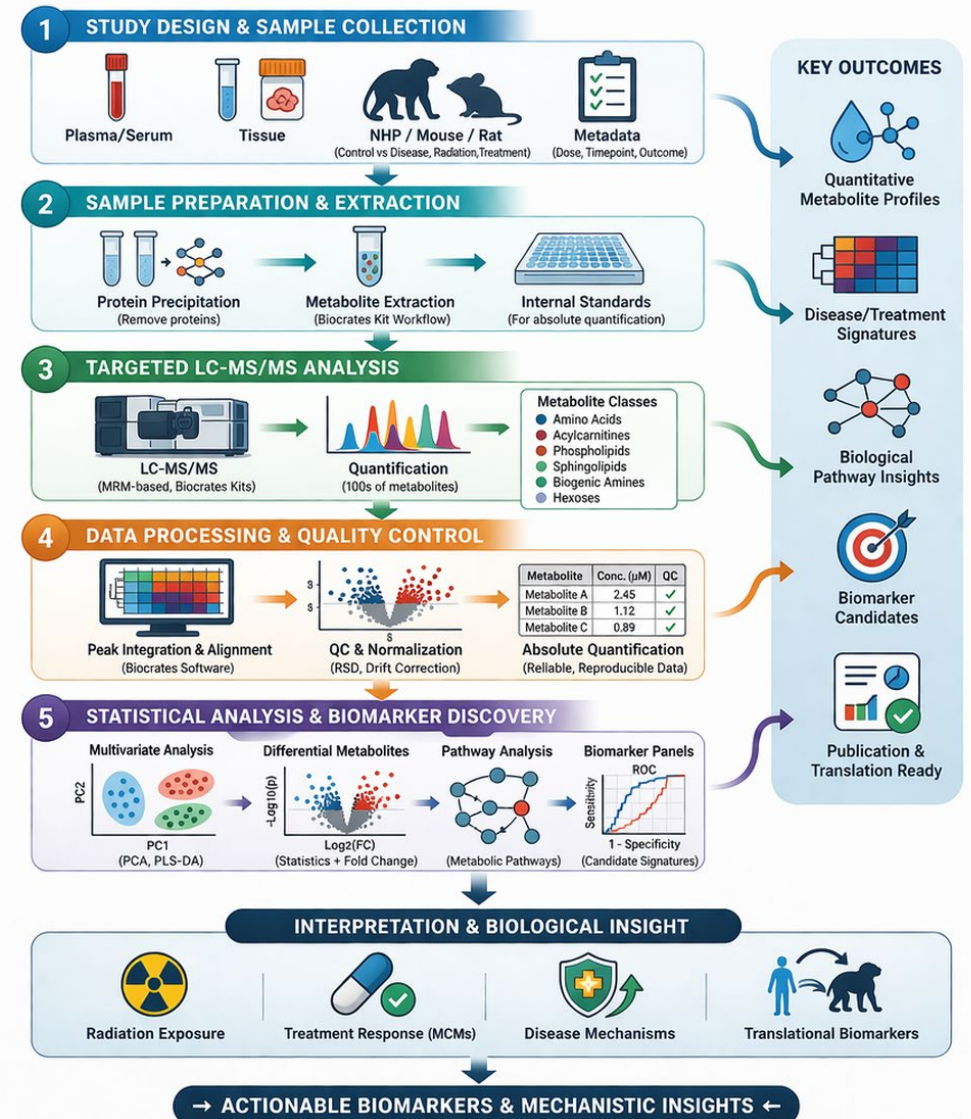 1 STUDY DESIGN & SAMPLE COLLECTION
Plasma/Serum
Tissue
NHP / Mouse / Rat
(Control vs Disease, Radiation,Treatment)
Metadata
(Dose, Timepoint, Outcome)
2 SAMPLE PREPARATION & EXTRACTION
Protein Precipitation
(Remove proteins)
Metabolite Extraction
(Biocrates Kit Workflow)
Internal Standards
(For absolute quantification)
3 TARGETED LC-MS/MS ANALYSIS
LC-MS/MS
(MRM-based, Biocrates Kits)
Quantification
(100s of metabolites)
Metabolite Classes
Amino Acids
Acylcarnitines
Phospholipids
Sphingolipids
Biogenic Amines
Hexoses
4 DATA PROCESSING & QUALITY CONTROL
Peak Integration & Alignment
(Biocrates Software)
QC & Normalization
(RSD, Drift Correction)
Metabolite Conc. (µM) QC
Metabolite A 2.45 ✓
Metabolite B 1.12 ✓
Metabolite C 0.89 ✓
Absolute Quantification
(Reliable, Reproducible Data)
5 STATISTICAL ANALYSIS & BIOMARKER DISCOVERY
Multivariate Analysis
PC2
PC1
(PCA, PLS-DA)
Differential Metabolites
-Log10(p)
Log2(FC)
(Statistics + Fold Change)
Pathway Analysis
(Metabolic Pathways)
Biomarker Panels
ROC
Sensitivity
1 - Specificity
(Candidate Signatures)
KEY OUTCOMES
Quantitative
Metabolite Profiles
Disease/Treatment
Signatures
Biological
Pathway Insights
Biomarker
Candidates
Publication &
Translation Ready
INTERPRETATION & BIOLOGICAL INSIGHT
Radiation Exposure
Treatment Response (MCMs)
Disease Mechanisms
Translational Biomarkers
→ ACTIONABLE BIOMARKERS & MECHANISTIC INSIGHTS ←